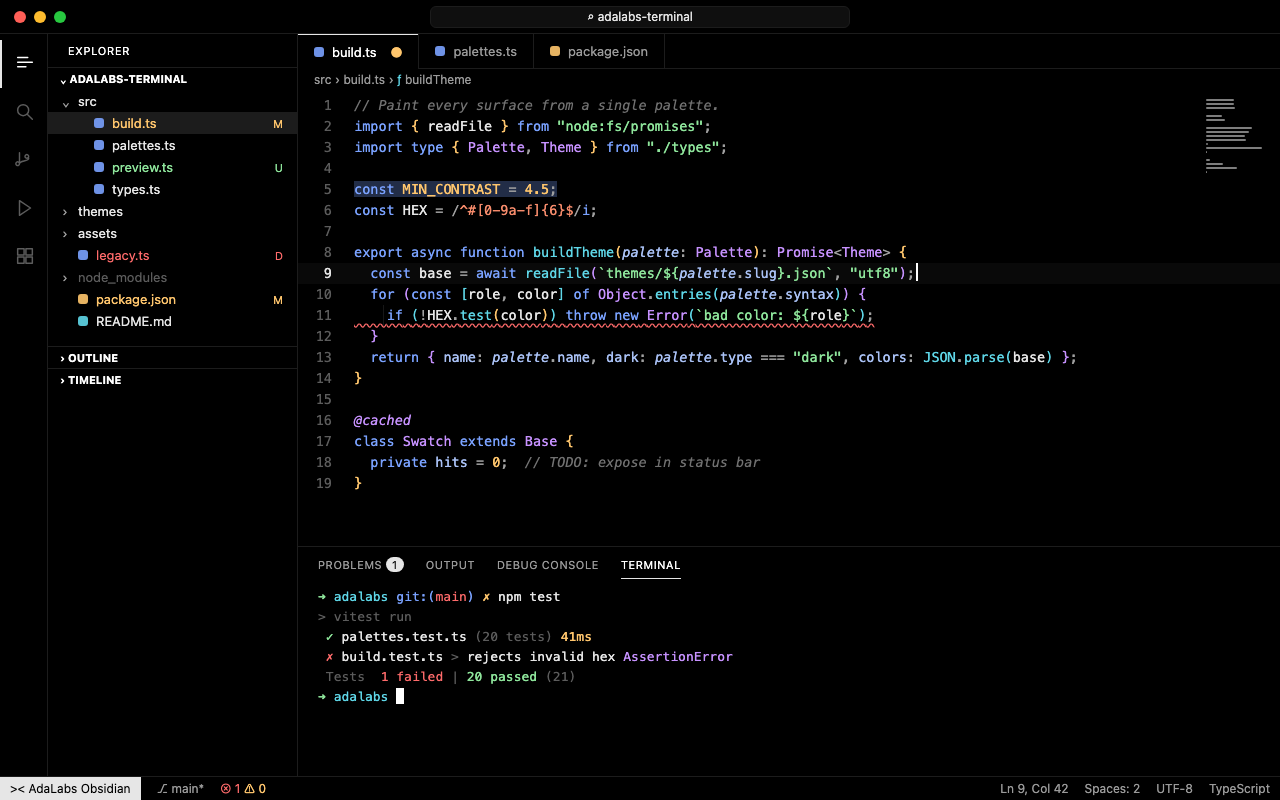 adalabs-terminal
EXPLORER
ADALABS-TERMINAL
src
build.ts M
palettes.ts
preview.ts U
types.ts
themes
assets
legacy.ts D
node_modules
package.json M
README.md
OUTLINE
TIMELINE
build.ts palettes.ts package.json
src › build.ts › ƒ buildTheme
1 // Paint every surface from a single palette.
2 import { readFile } from "node:fs/promises";
3 import type { Palette, Theme } from "./types";
4
5 const MIN_CONTRAST = 4.5;
6 const HEX = /^#[0-9a-f]{6}$/i;
7
8 export async function buildTheme(palette: Palette): Promise<Theme> {
9   const base = await readFile(`themes/${palette.slug}.json`, "utf8");
10   for (const [role, color] of Object.entries(palette.syntax)) {
11     if (!HEX.test(color)) throw new Error(`bad color: ${role}`);
12   }
13   return { name: palette.name, dark: palette.type === "dark", colors: JSON.parse(base) };
14 }
15
16 @cached
17 class Swatch extends Base {
18   private hits = 0;  // TODO: expose in status bar
19 }
PROBLEMS 1 OUTPUT DEBUG CONSOLE TERMINAL
➜ adalabs git:(main) ✗ npm test
> vitest run
✓ palettes.test.ts (20 tests) 41ms
✗ build.test.ts > rejects invalid hex AssertionError
Tests  1 failed | 20 passed (21)
➜ adalabs
>< AdaLabs Obsidian main* 1 0 Ln 9, Col 42 Spaces: 2 UTF-8 TypeScript